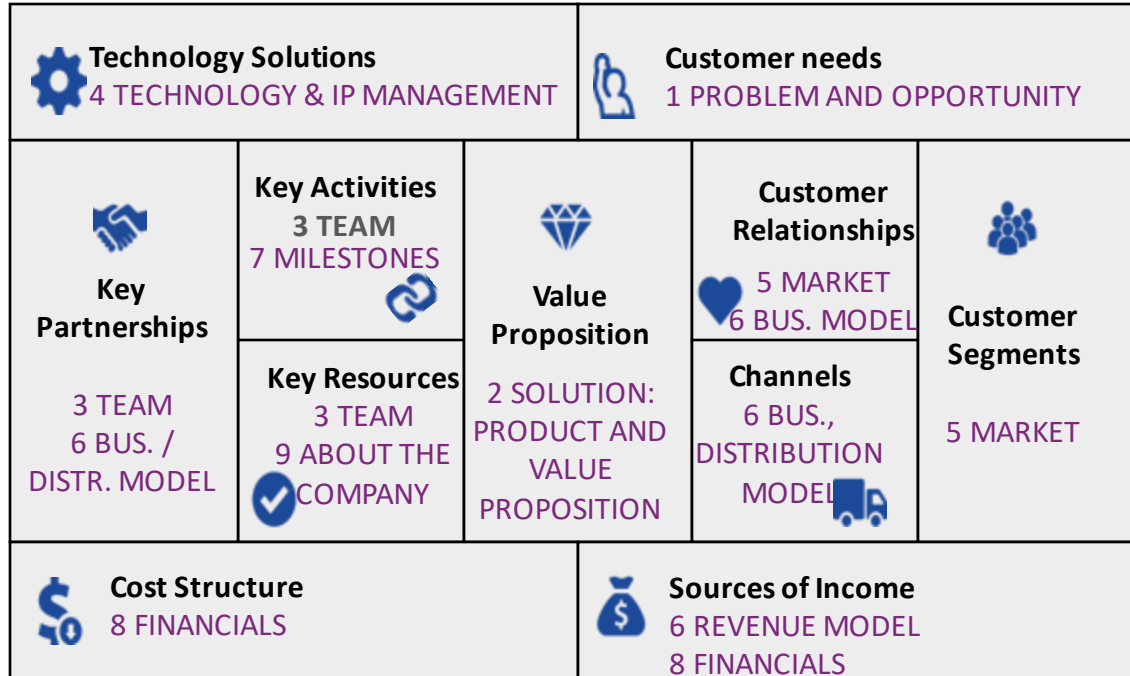 Technology Solutions
4 TECHNOLOGY & IP MANAGEMENT
Customer needs
1 PROBLEM AND OPPORTUNITY
Key
Partnerships
3 TEAM
6 BUS. /
DISTR. MODEL
Key Activities
3 TEAM
7 MILESTONES
Key Resources
3 TEAM
9 ABOUT THE
COMPANY
Value
Proposition
2 SOLUTION:
PRODUCT AND
VALUE
PROPOSITION
Customer
Relationships
5 MARKET
6 BUS. MODEL
Channels
6 BUS.,
DISTRIBUTION
MODEL
Customer
Segments
5 MARKET
Cost Structure
8 FINANCIALS
Sources of Income
$
6 REVENUE MODEL
8 FINANCIALS